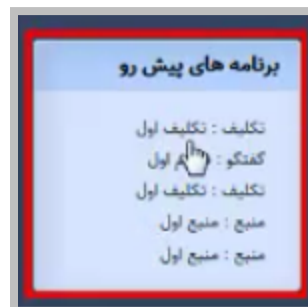 برنامه های پیش رو
تکلیف : تکلیف اول
گفتگو : اول
تکلیف : تکلیف اول
منبع : منبع اول
منبع : منبع اول